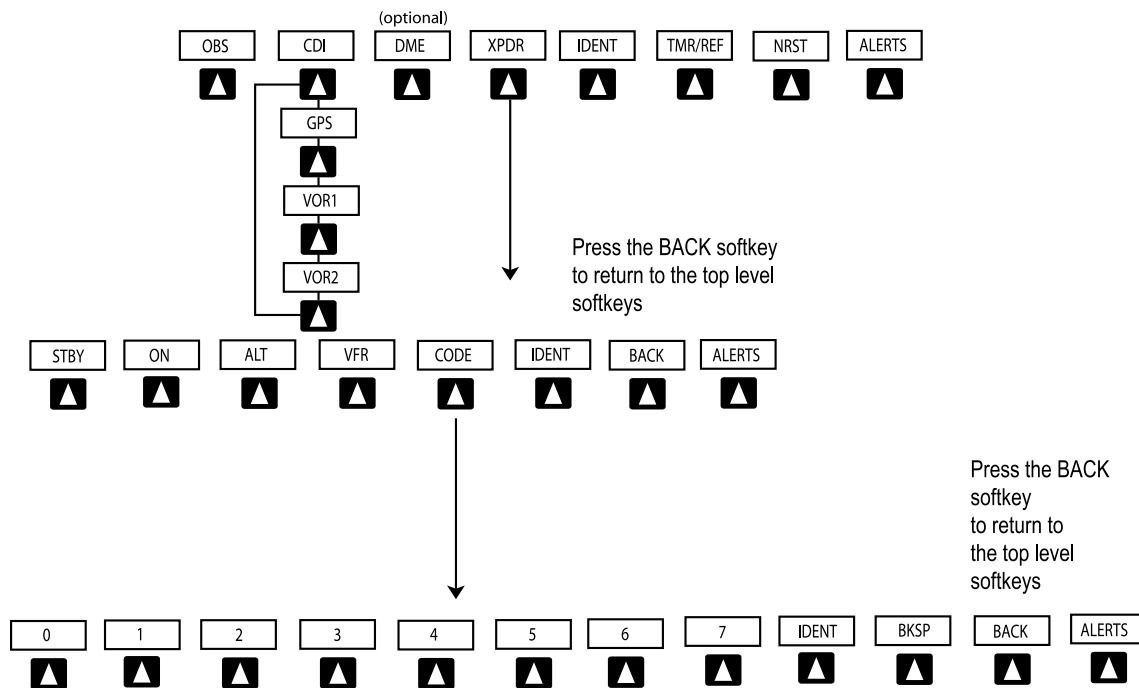 (optional)
OBS CDI DME XPDR IDENT TMR/REF NRST ALERTS
GPS
VOR1
VOR2
Press the BACK softkey
to return to the top level
softkeys
STBY ON ALT VFR CODE IDENT BACK ALERTS
Press the BACK
softkey
to return to
the top level
softkeys
0 1 2 3 4 5 6 7 IDENT BKSP BACK ALERTS